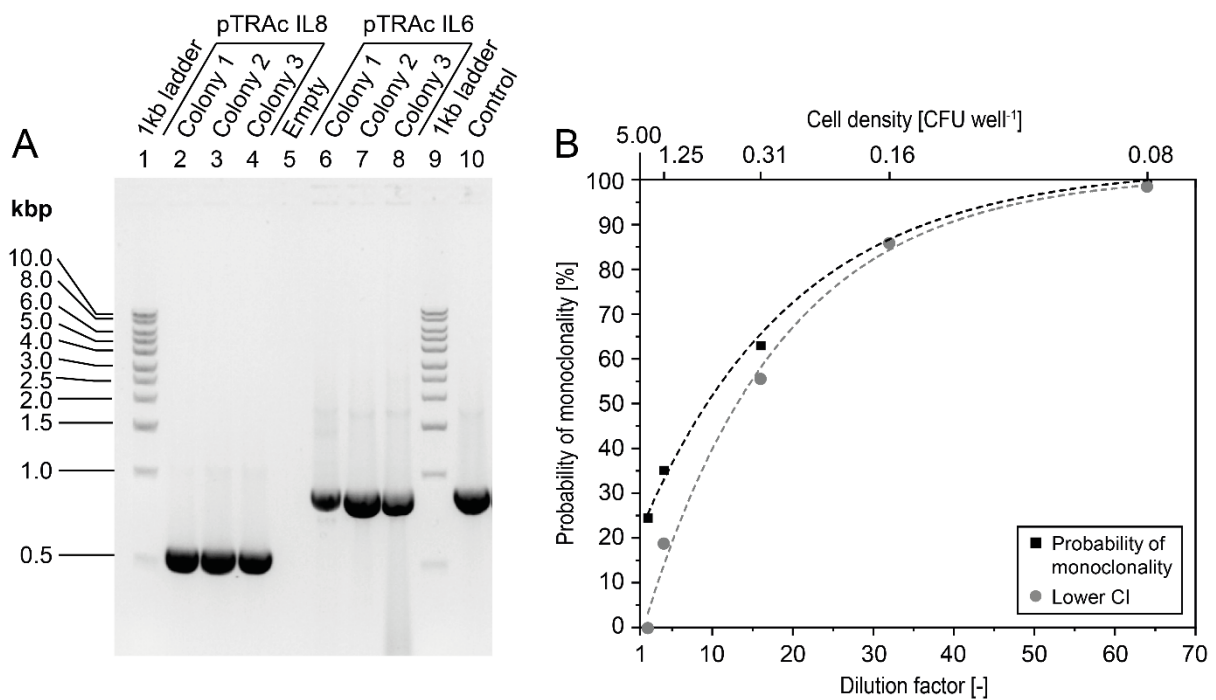 A
pTRAc IL8
pTRAc IL6
1kb ladder
Colony 1
Colony 2
Colony 3
Empty
Colony 1
Colony 2
Colony 3
1kb ladder
Control
1 2 3 4 5 6 7 8 9 10
kbp
10.0
8.0
6.0
5.0
4.0
3.0
2.5
2.0
1.5
1.0
0.5
B
Cell density [CFU well⁻¹]
5.00
1.25 0.31 0.16 0.08
Probability of monoclonality [%]
100
90
80
70
60
50
40
30
20
10
0
1 10 20 30 40 50 60 70
Dilution factor [-]
Probability of
monoclonality
Lower CI